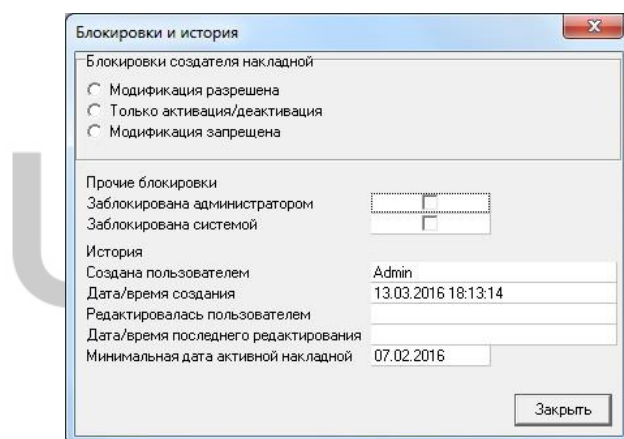 Блокировки и история
Блокировки создателя накладной
Модификация разрешена
Только активация/деактивация
Модификация запрещена
Прочие блокировки
Заблокирована администратором
Заблокирована системой
История
Создана пользователем Admin
Дата/время создания 13.03.2016 18:13:14
Редактировалась пользователем
Дата/время последнего редактирования
Минимальная дата активной накладной 07.02.2016
Закрыть